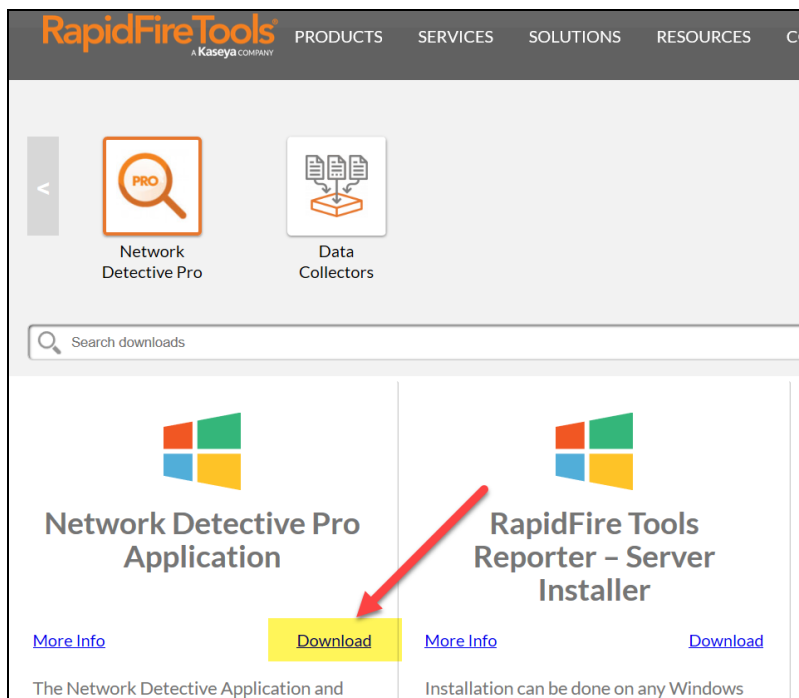 RapidFireTools
A Kaseya COMPANY
PRODUCTS SERVICES SOLUTIONS RESOURCES
<
PRO
Network
Detective Pro
Data
Collectors
Search downloads
Network Detective Pro
Application
More Info Download
The Network Detective Application and
RapidFire Tools
Reporter – Server
Installer
More Info Download
Installation can be done on any Windows